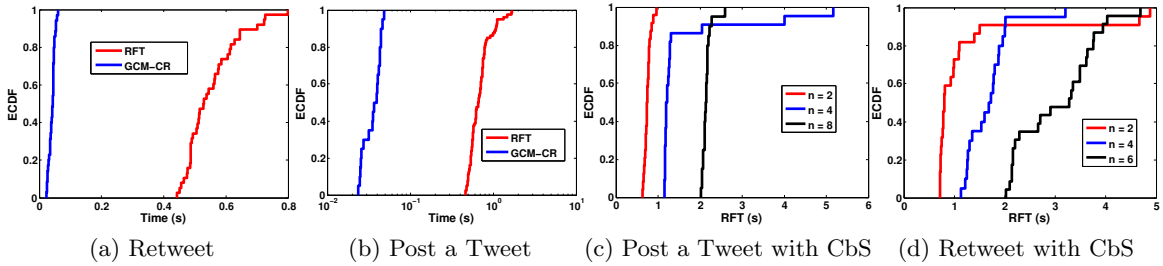 ECDF
1
0.8
0.6
0.4
0.2
0
RFT
GCM-CR
0 0.2 0.4 0.6 0.8
Time (s)
(a) Retweet
ECDF
1
0.8
0.6
0.4
0.2
0
RFT
GCM-CR
10⁻² 10⁻¹ 10⁰ 10¹
Time (s)
(b) Post a Tweet
ECDF
1
0.8
0.6
0.4
0.2
0
n = 2
n = 4
n = 8
0 1 2 3 4 5 6
RFT (s)
(c) Post a Tweet with CbS
ECDF
1
0.8
0.6
0.4
0.2
0
n = 2
n = 4
n = 6
0 1 2 3 4 5
RFT (s)
(d) Retweet with CbS